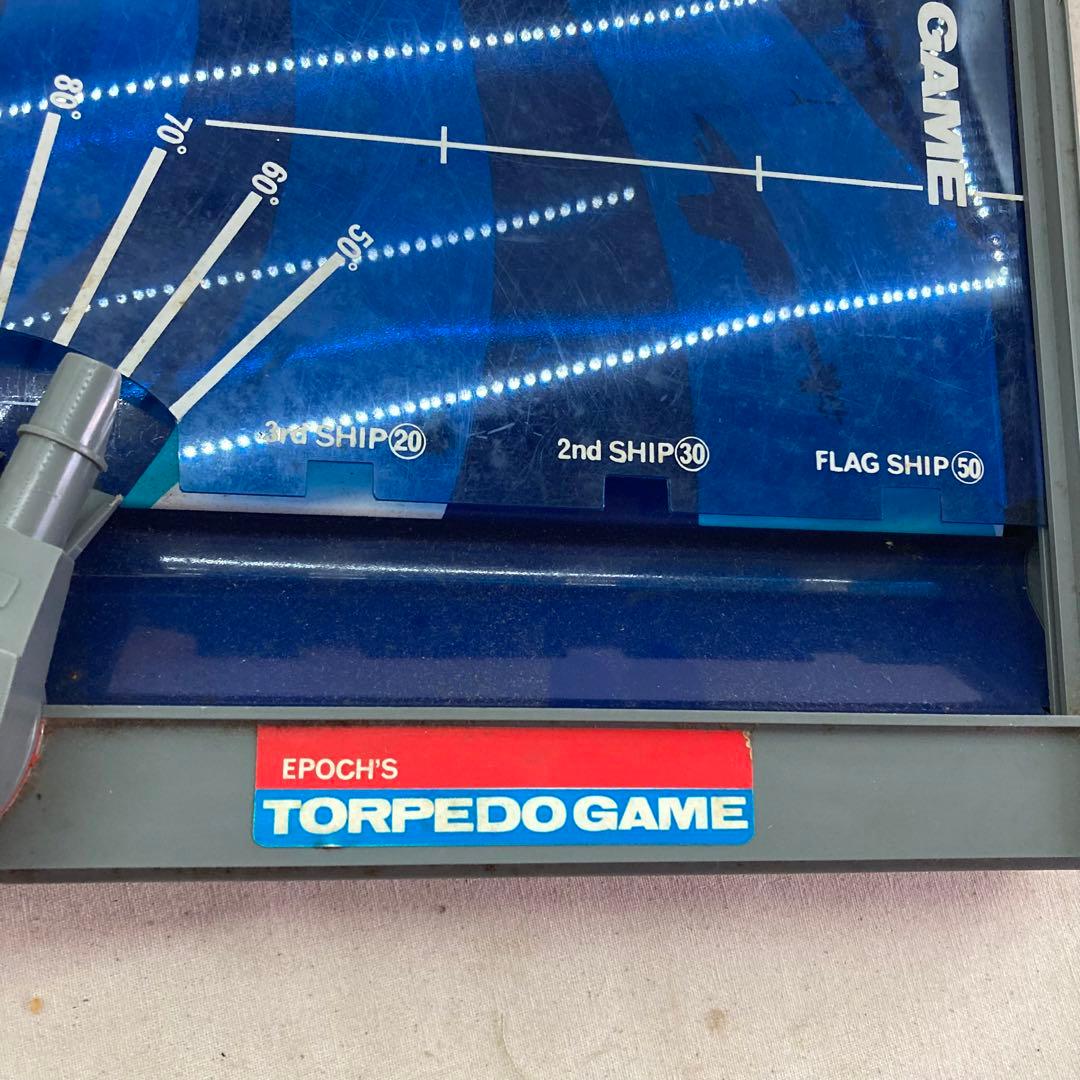 GAME
80°
70°
60°
50°
3rd SHIP 20
2nd SHIP 30
FLAG SHIP 50
EPOCH'S
TORPEDO GAME